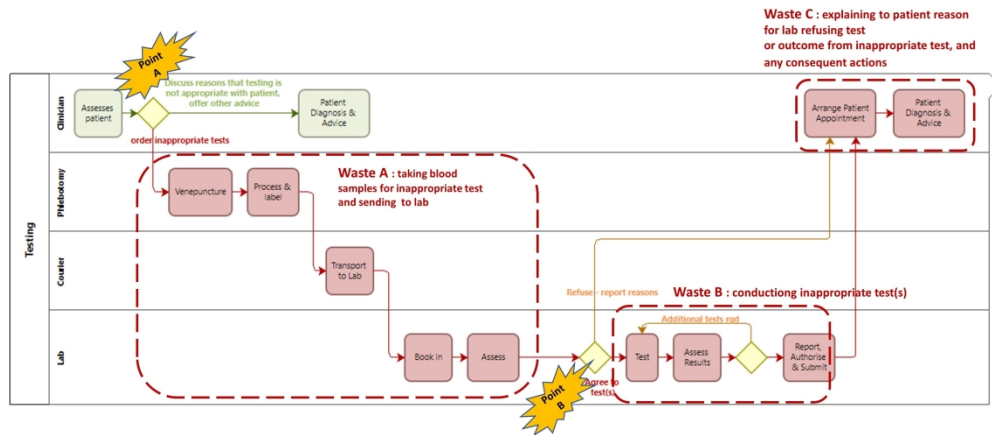 Waste C : explaining to patient reason
for lab refusing test
or outcome from inappropriate test, and
any consequent actions
Point
A
Testing
Clinician
Assesses
patient
Discuss reasons that testing is
not appropriate with patient,
offer other advice
Patient
Diagnosis &
Advice
order inappropriate tests
Arrange Patient
Appointment
Patient
Diagnosis &
Advice
Phlebotomy
Venepuncture
Process &
label
Waste A : taking blood
samples for inappropriate test
and sending to lab
Courier
Transport
to Lab
Refuse - report reasons
Waste B : conductiong inappropriate test(s)
Lab
Book in
Assess
Additional tests rqd
Test
Assess
Results
Report,
Authorise
& Submit
Agree to
test(s)
Point
B